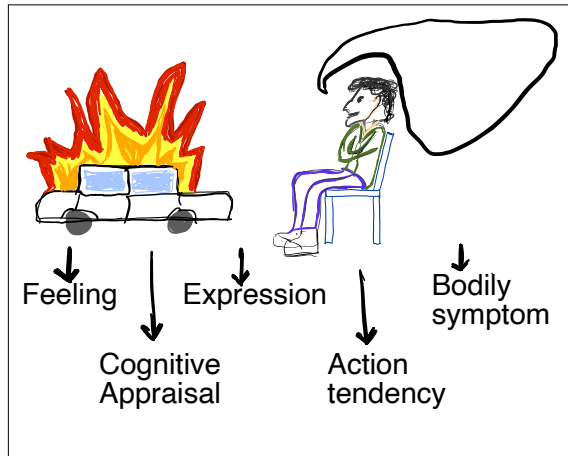 Feeling
Expression
Bodily
symptom
Cognitive
Appraisal
Action
tendency